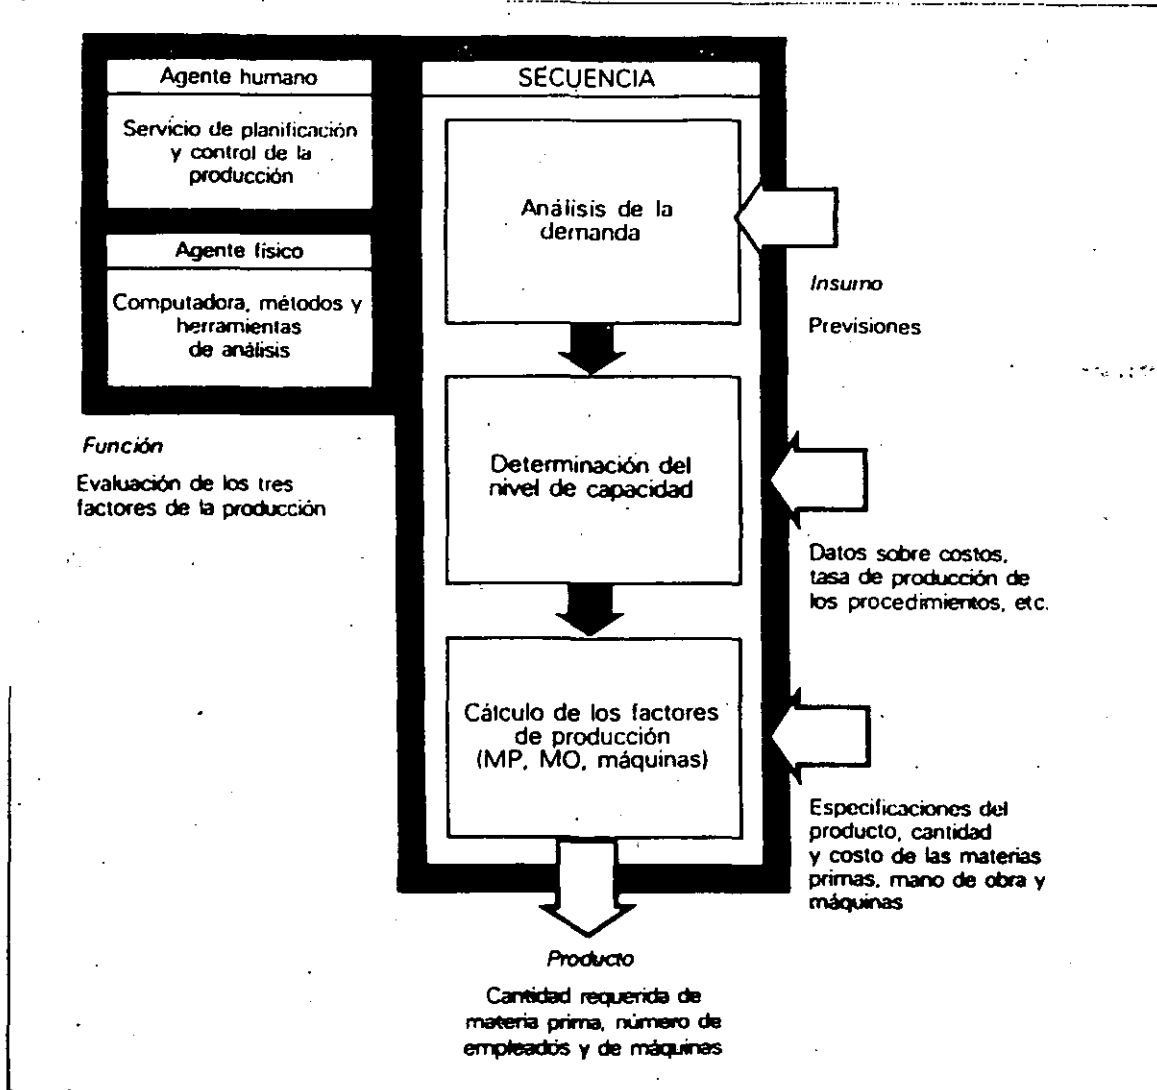 Agente humano
Servicio de planificación
y control de la
producción
Agente físico
Computadora, métodos y
herramientas
de análisis
Función
Evaluación de los tres
factores de la producción
SECUENCIA
Análisis de la
demanda
Insumo
Previsiones
Determinación del
nivel de capacidad
Datos sobre costos,
tasa de producción de
los procedimientos, etc.
Cálculo de los factores
de producción
(MP, MO, máquinas)
Especificaciones del
producto, cantidad
y costo de las materias
primas, mano de obra y
máquinas
Producto
Cantidad requerida de
materia prima, número de
empleados y de máquinas